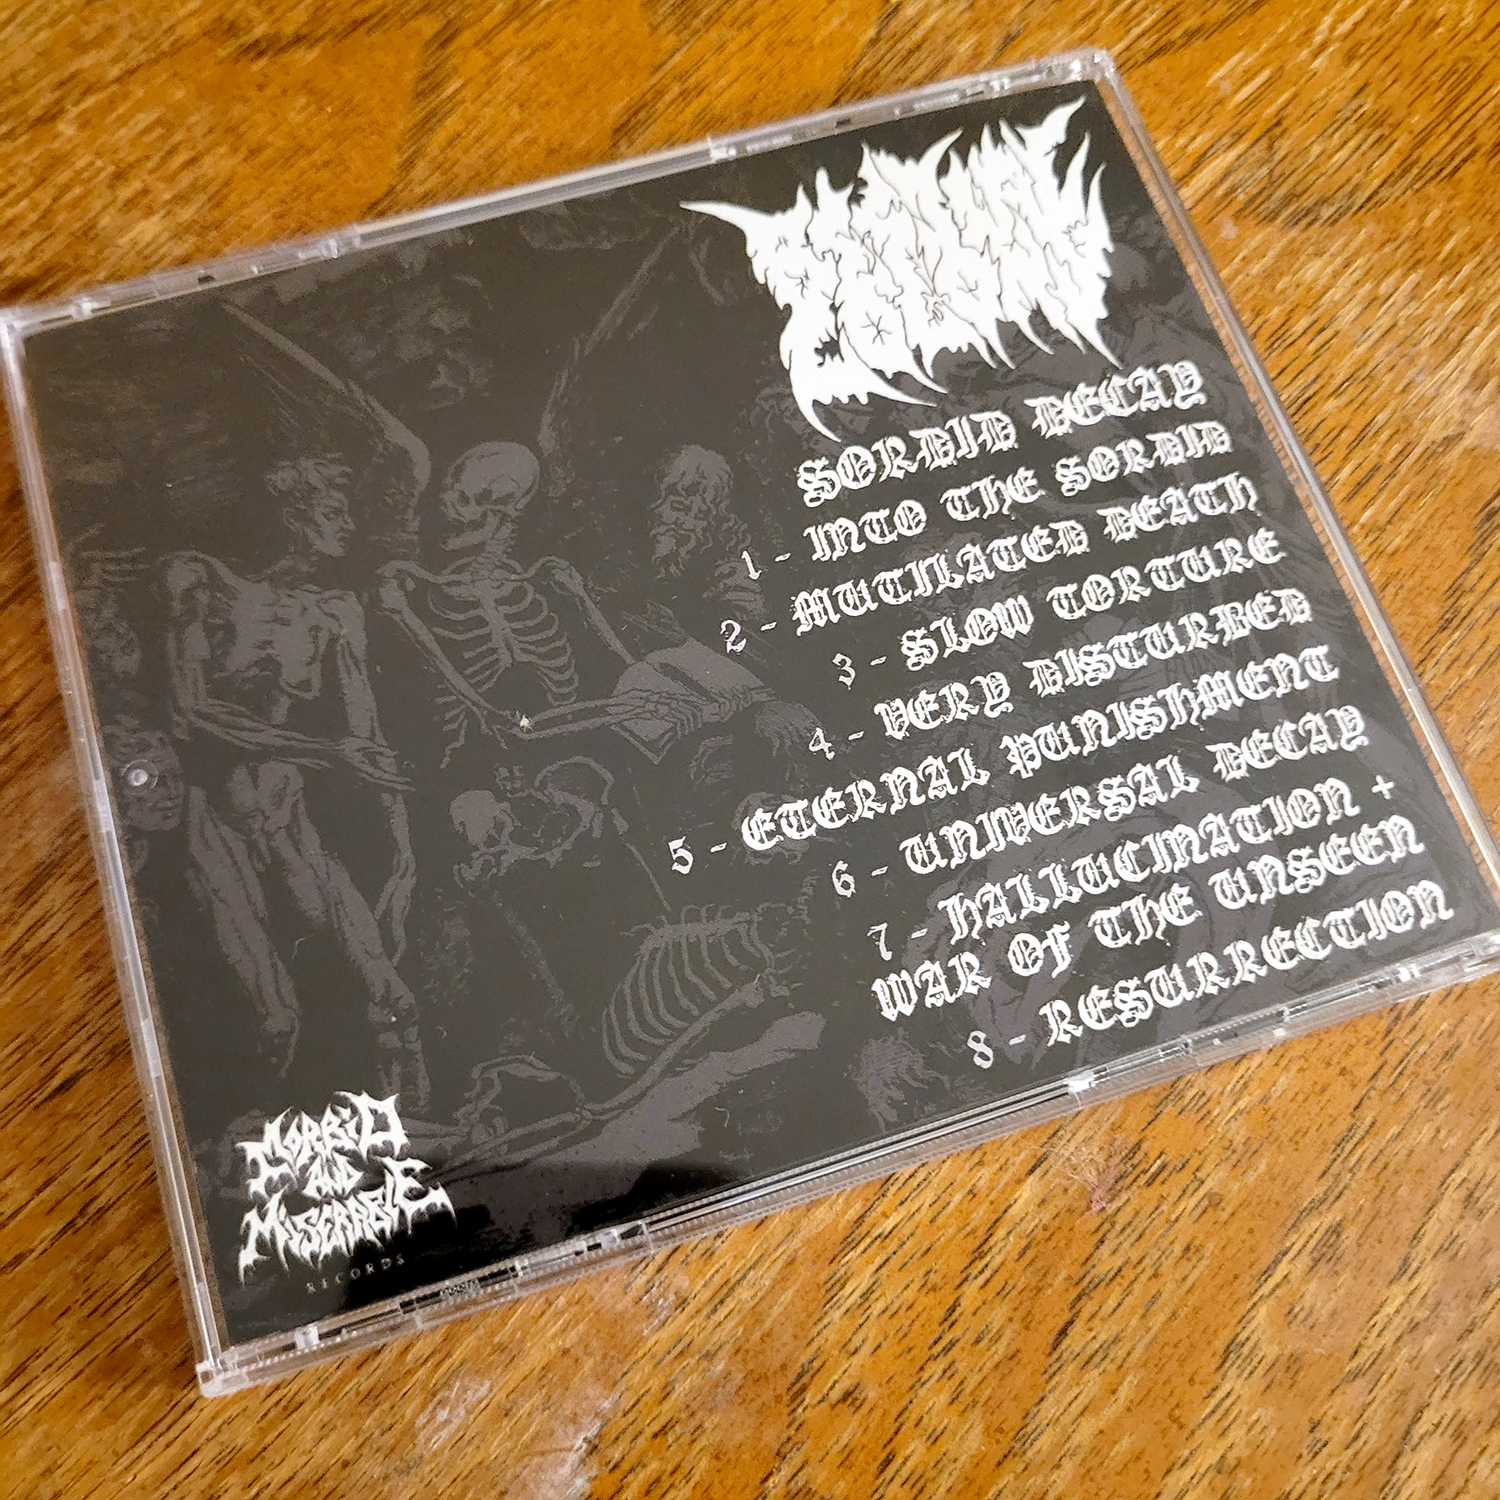 SORDID DECAY
1 - INTO THE SORDID
2 - MUTILATED DEATH
3 - SLOW TORTURE
4 - VERY DISTURBED
5 - ETERNAL PUNISHMENT
6 - UNIVERSAL DECAY
7 - HALLUCINATION +
WAR OF THE UNSEEN
8 - RESURRECTION
MORBID
AND
MISERABLE
RECORDS